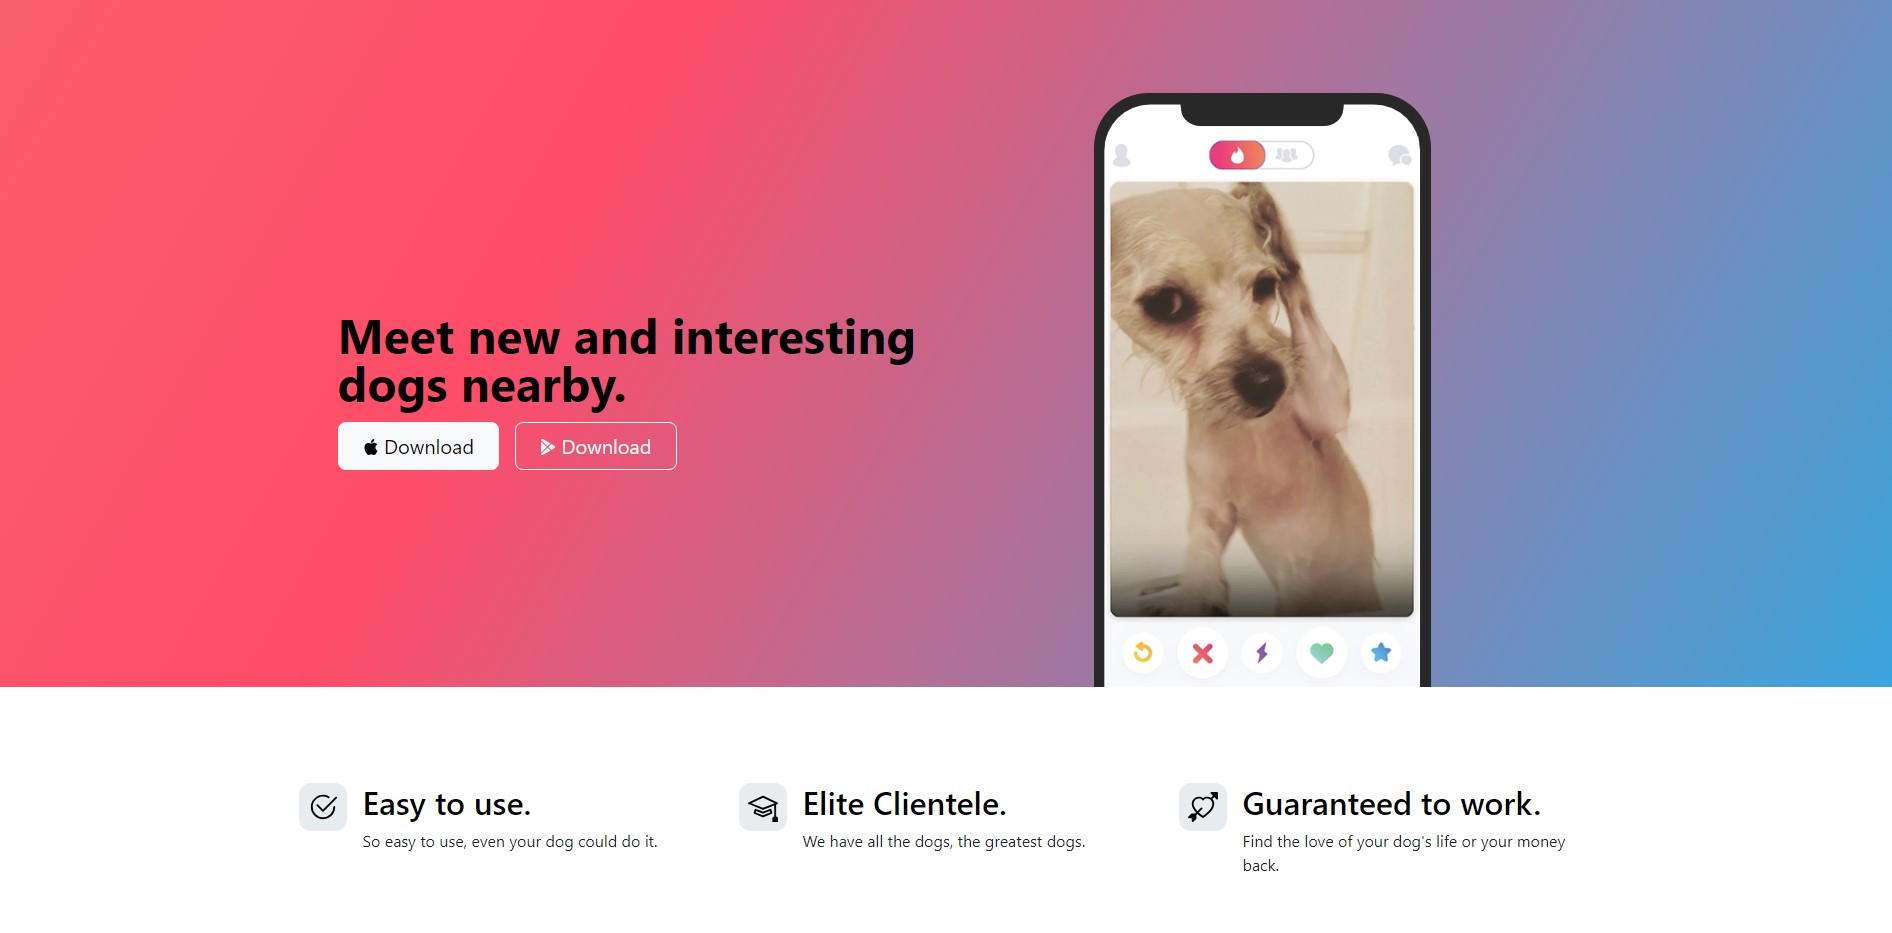 Meet new and interesting
dogs nearby.
Download
Download
Easy to use.
So easy to use, even your dog could do it.
Elite Clientele.
We have all the dogs, the greatest dogs.
Guaranteed to work.
Find the love of your dog's life or your money
back.